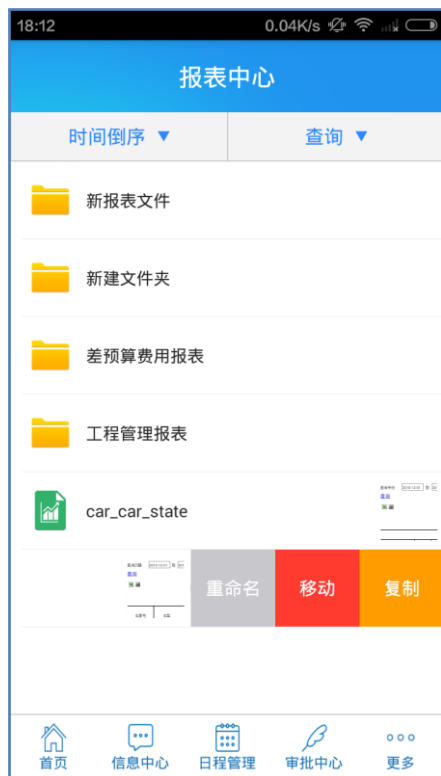 18:12 0.04K/s
报表中心
时间倒序 ▼ 查询 ▼
新报表文件
新建文件夹
差预算费用报表
工程管理报表
car_car_state
重命名 移动 复制
首页 信息中心 日程管理 审批中心 更多